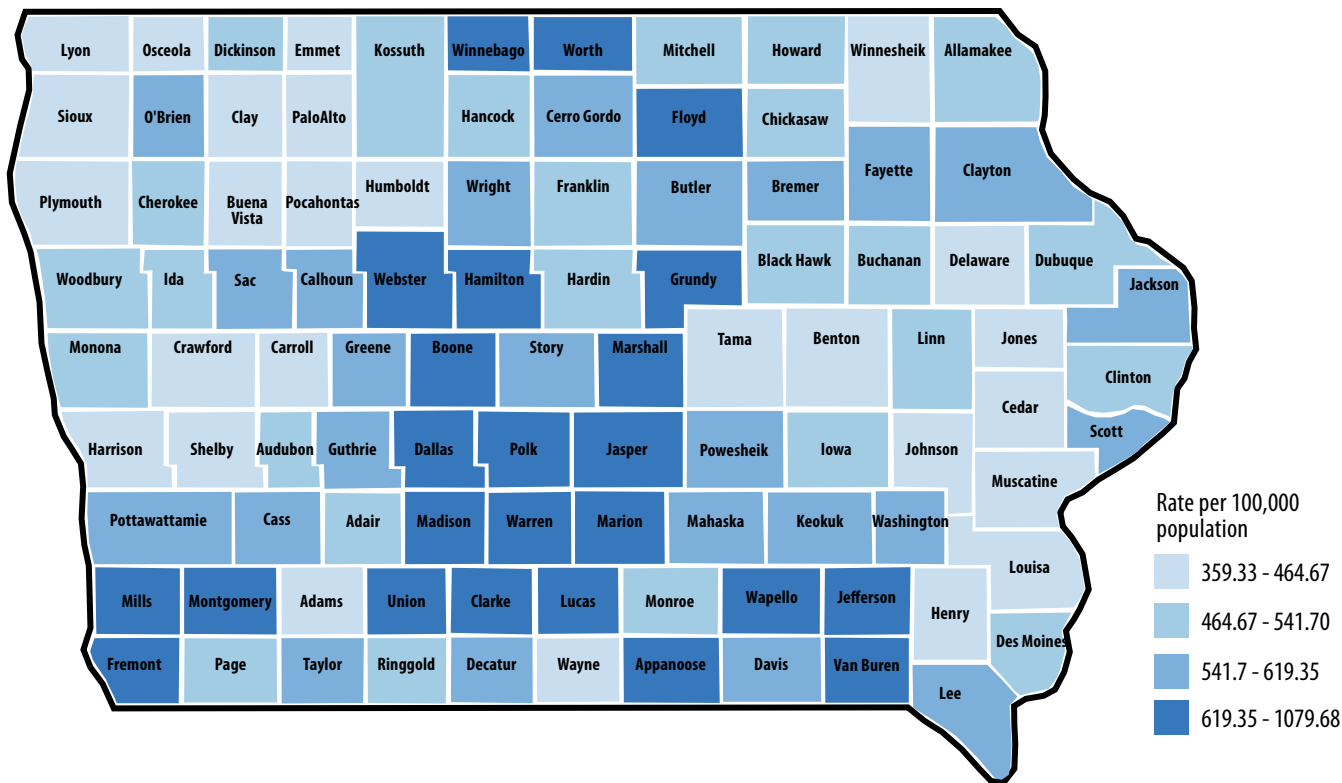 Lyon
Osceola
Dickinson
Emmet
Kossuth
Winnebago
Worth
Mitchell
Howard
Winnesheik
Allamakee
Sioux
O'Brien
Clay
PaloAlto
Hancock
Cerro Gordo
Floyd
Chickasaw
Fayette
Clayton
Plymouth
Cherokee
Buena
Vista
Pocahontas
Humboldt
Wright
Franklin
Butler
Bremer
Woodbury
Ida
Sac
Calhoun
Webster
Hamilton
Hardin
Grundy
Black Hawk
Buchanan
Delaware
Dubuque
Jackson
Monona
Crawford
Carroll
Greene
Boone
Story
Marshall
Tama
Benton
Linn
Jones
Clinton
Cedar
Scott
Harrison
Shelby
Audubon
Guthrie
Dallas
Polk
Jasper
Powesheik
Iowa
Johnson
Muscatine
Pottawattamie
Cass
Adair
Madison
Warren
Marion
Mahaska
Keokuk
Washington
Louisa
Mills
Montgomery
Adams
Union
Clarke
Lucas
Monroe
Wapello
Jefferson
Henry
Des Moines
Fremont
Page
Taylor
Ringgold
Decatur
Wayne
Appanoose
Davis
Van Buren
Lee
Rate per 100,000
population
359.33 - 464.67
464.67 - 541.70
541.7 - 619.35
619.35 - 1079.68